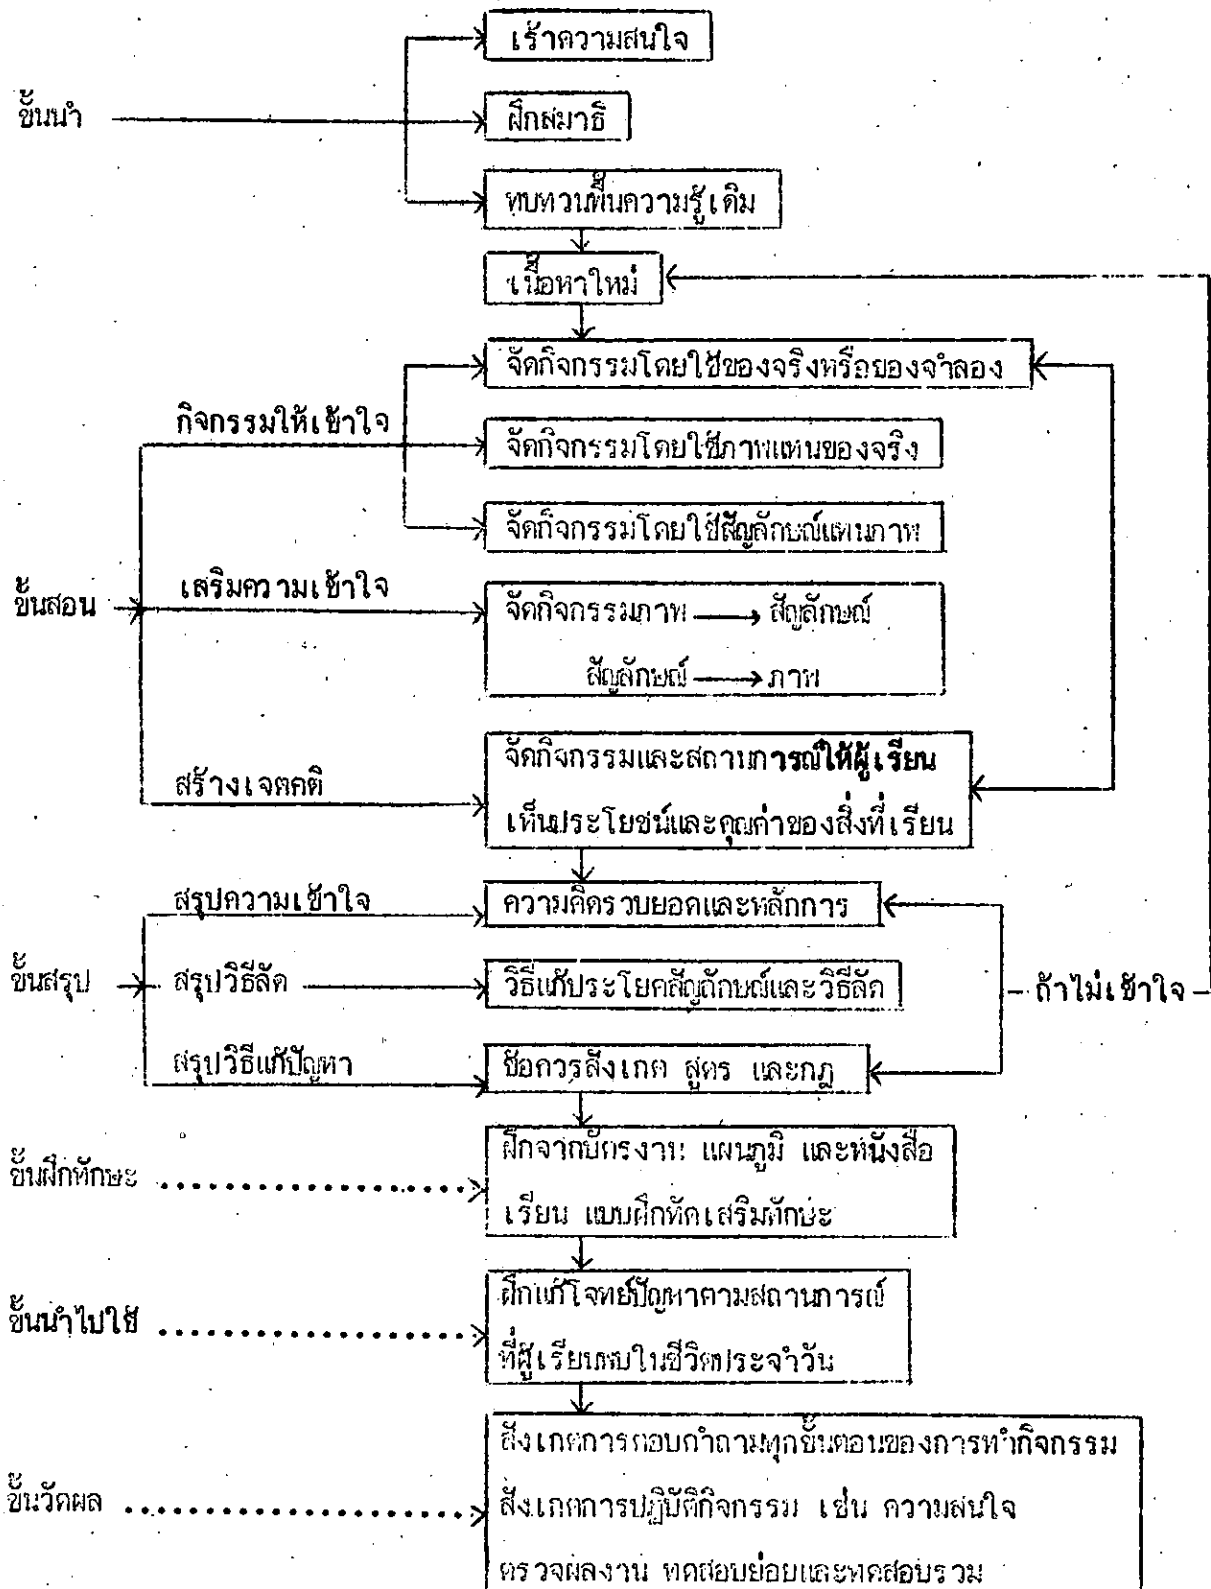 เร้าความสนใจ
ขั้นนำ
ฝึกสมาธิ
ทบทวนพื้นความรู้เดิม
เนื้อหาใหม่
จัดกิจกรรมโดยใช้ของจริงหรือของจำลอง
กิจกรรมให้เข้าใจ
จัดกิจกรรมโดยใช้ภาพแทนของจริง
จัดกิจกรรมโดยใช้สัญลักษณ์แทนภาพ
ขั้นสอน
เสริมความเข้าใจ
จัดกิจกรรมภาพ → สัญลักษณ์
สัญลักษณ์ → ภาพ
สร้างเจตคติ
จัดกิจกรรมและสถานการณ์ให้ผู้เรียน
เห็นประโยชน์และคุณค่าของสิ่งที่เรียน
สรุปความเข้าใจ
ความคิดรวบยอดและหลักการ
ขั้นสรุป
สรุปวิธีลัด
วิธีแก้ประโยคสัญลักษณ์และวิธีลัด
ถ้าไม่เข้าใจ
สรุปวิธีแก้ปัญหา
ข้อควรสังเกต สูตร และกฎ
ขั้นฝึกทักษะ
ฝึกจากบัตรงาน แผนภูมิ และหนังสือ
เรียน แบบฝึกหัดเสริมทักษะ
ขั้นนำไปใช้
ฝึกแก้โจทย์ปัญหาตามสถานการณ์
ที่ผู้เรียนพบในชีวิตประจำวัน
ขั้นวัดผล
สังเกตการตอบคำถามทุกขั้นตอนของการทำกิจกรรม
สังเกตการปฏิบัติกิจกรรม เช่น ความสนใจ
ตรวจผลงาน ทดสอบย่อยและทดสอบรวม